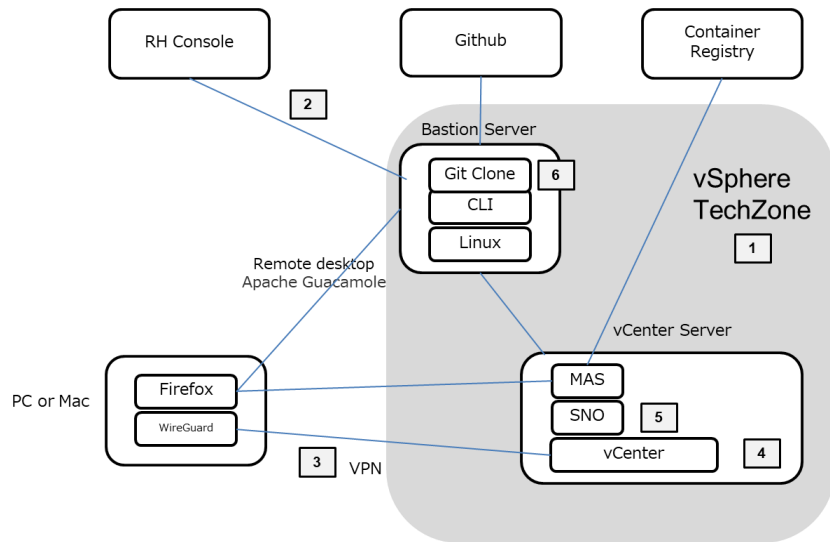 RH Console
Github
Container
Registry
2
Bastion Server
Git Clone
6
CLI
Linux
vSphere
TechZone
1
Remote desktop
Apache Guacamole
vCenter Server
PC or Mac
Firefox
WireGuard
MAS
SNO
5
vCenter
4
3
VPN